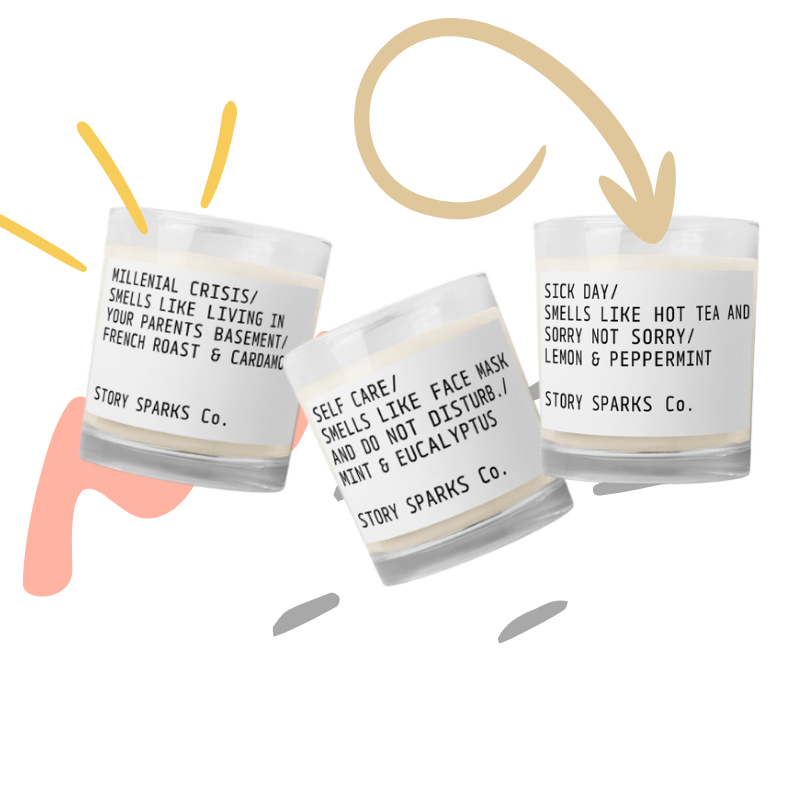 MILLENIAL CRISIS/
SMELLS LIKE LIVING IN
YOUR PARENTS BASEMENT/
FRENCH ROAST & CARDAMO
STORY SPARKS Co.
SELF CARE/
SMELLS LIKE FACE MASK
AND DO NOT DISTURB./
MINT & EUCALYPTUS
STORY SPARKS Co.
SICK DAY/
SMELLS LIKE HOT TEA AND
SORRY NOT SORRY/
LEMON & PEPPERMINT
STORY SPARKS Co.